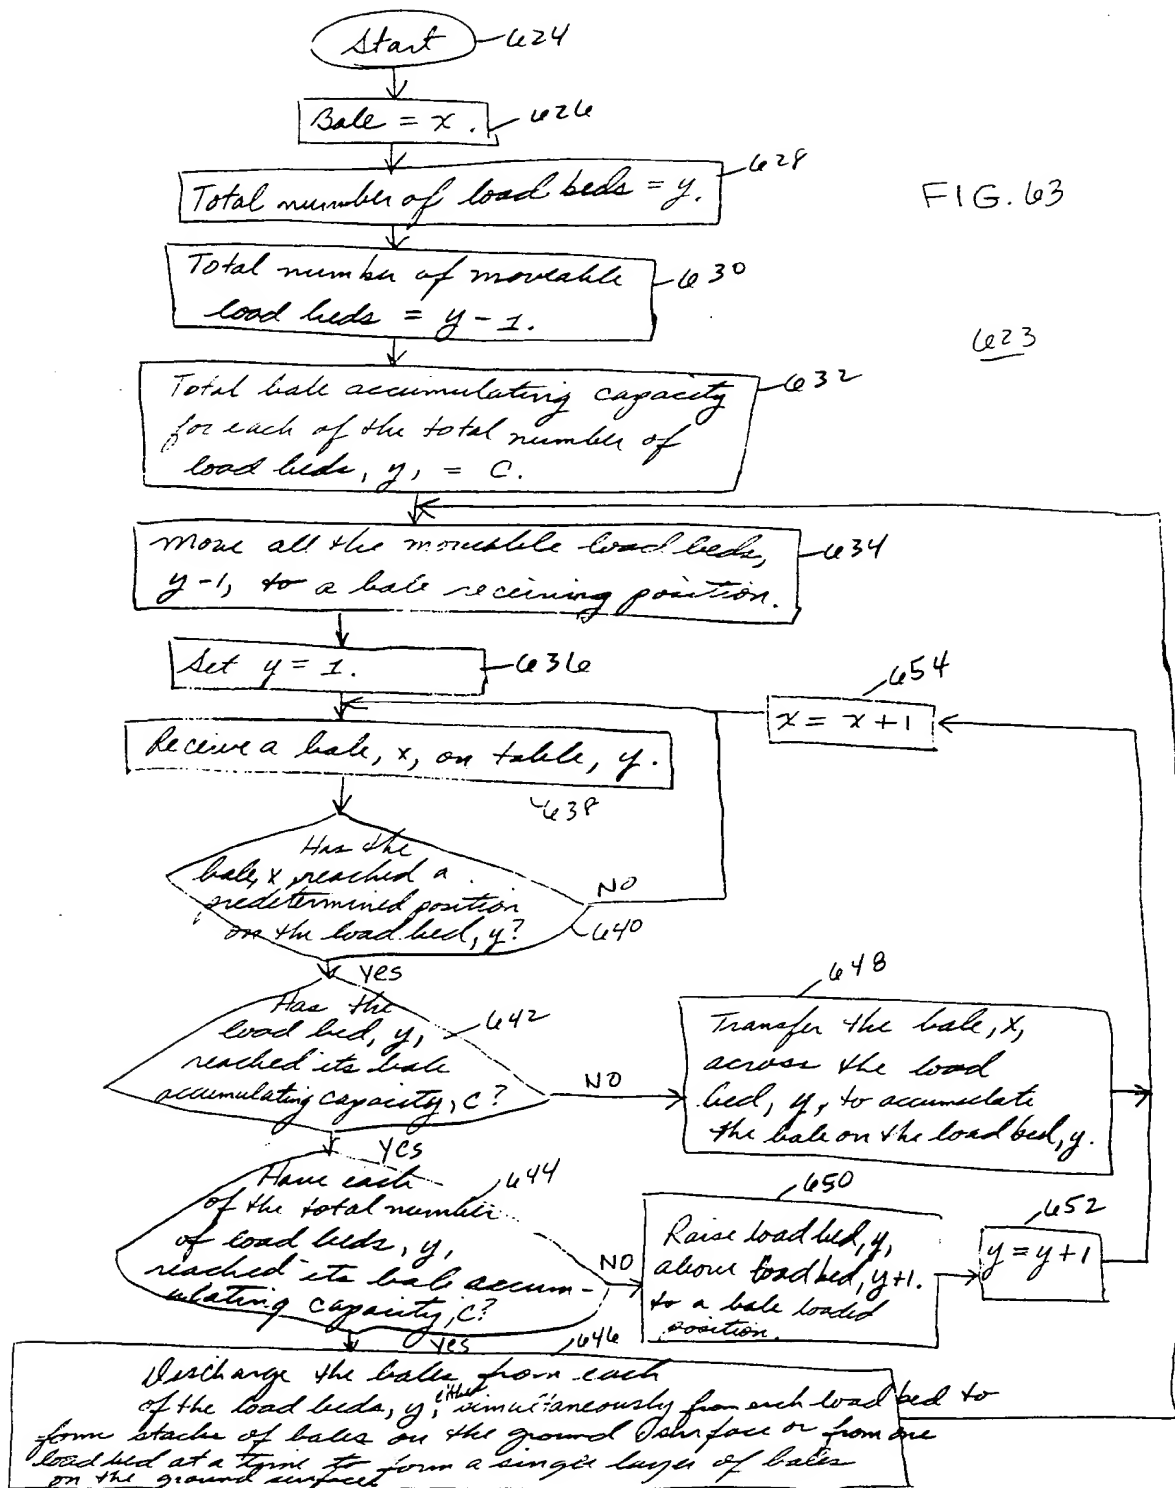 Start
624
Bale = x.
626
628
Total number of load beds = y.
FIG. 63
Total number of moveable
load beds = y - 1.
630
623
Total bale accumulating capacity
for each of the total number of
load beds, y, = C.
632
Move all the moveable load beds,
y-1, to a bale receiving position.
634
Set y = 1.
636
654
x = x + 1
Receive a bale, x, on table, y.
638
Has the
bale, x, reached a
predetermined position
on the load bed, y?
NO
640
Yes
Has the
load bed, y,
reached its bale
accumulating capacity, C?
642
NO
648
Transfer the bale, x,
across the load
bed, y, to accumulate
the bale on the load bed, y.
Yes
Have each
of the total number
of load beds, y,
reached its bale accum-
ulating capacity, C?
644
NO
650
Raise load bed, y,
above load bed, y+1.
to a bale loaded
position.
652
y = y + 1
Yes
646
Discharge the bales from each
of the load beds, y, either simultaneously from each load bed to
form stacks of bales on the ground surface or from one
load bed at a time to form a single layer of bales
on the ground surface